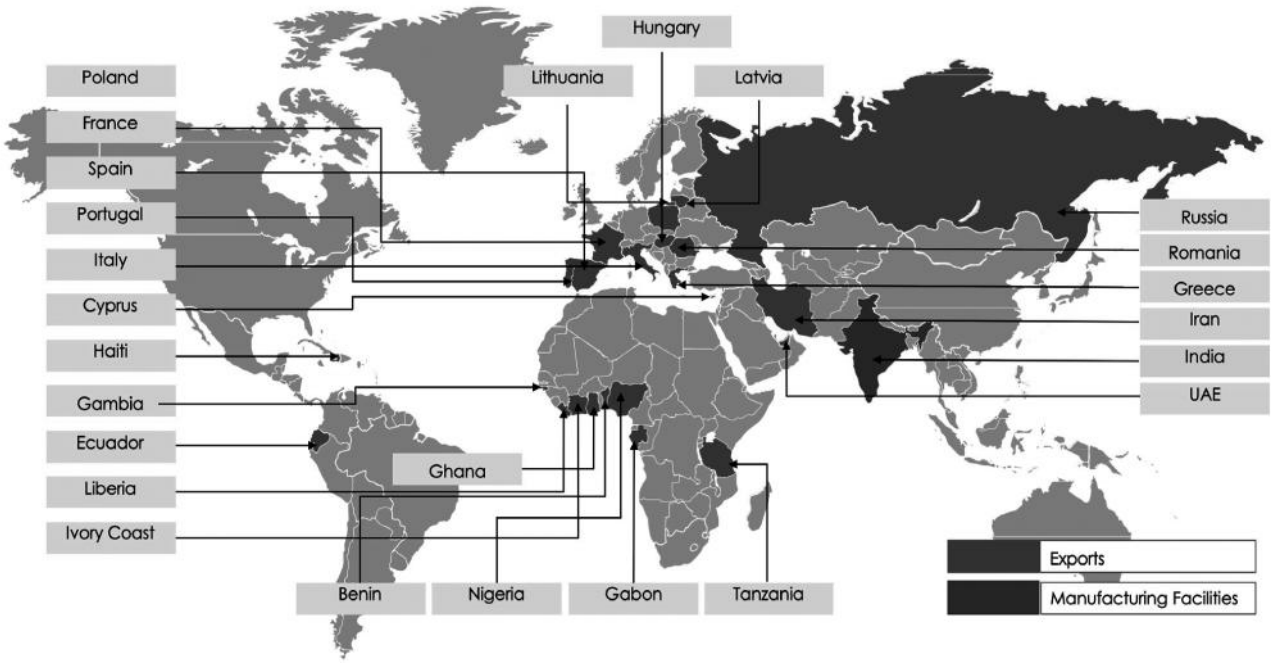 Hungary
Poland
Lithuania
Latvia
France
Spain
Portugal
Russia
Italy
Romania
Greece
Cyprus
Iran
Haiti
India
Gambia
UAE
Ecuador
Ghana
Liberia
Ivory Coast
Exports
Benin
Nigeria
Gabon
Tanzania
Manufacturing Facilities